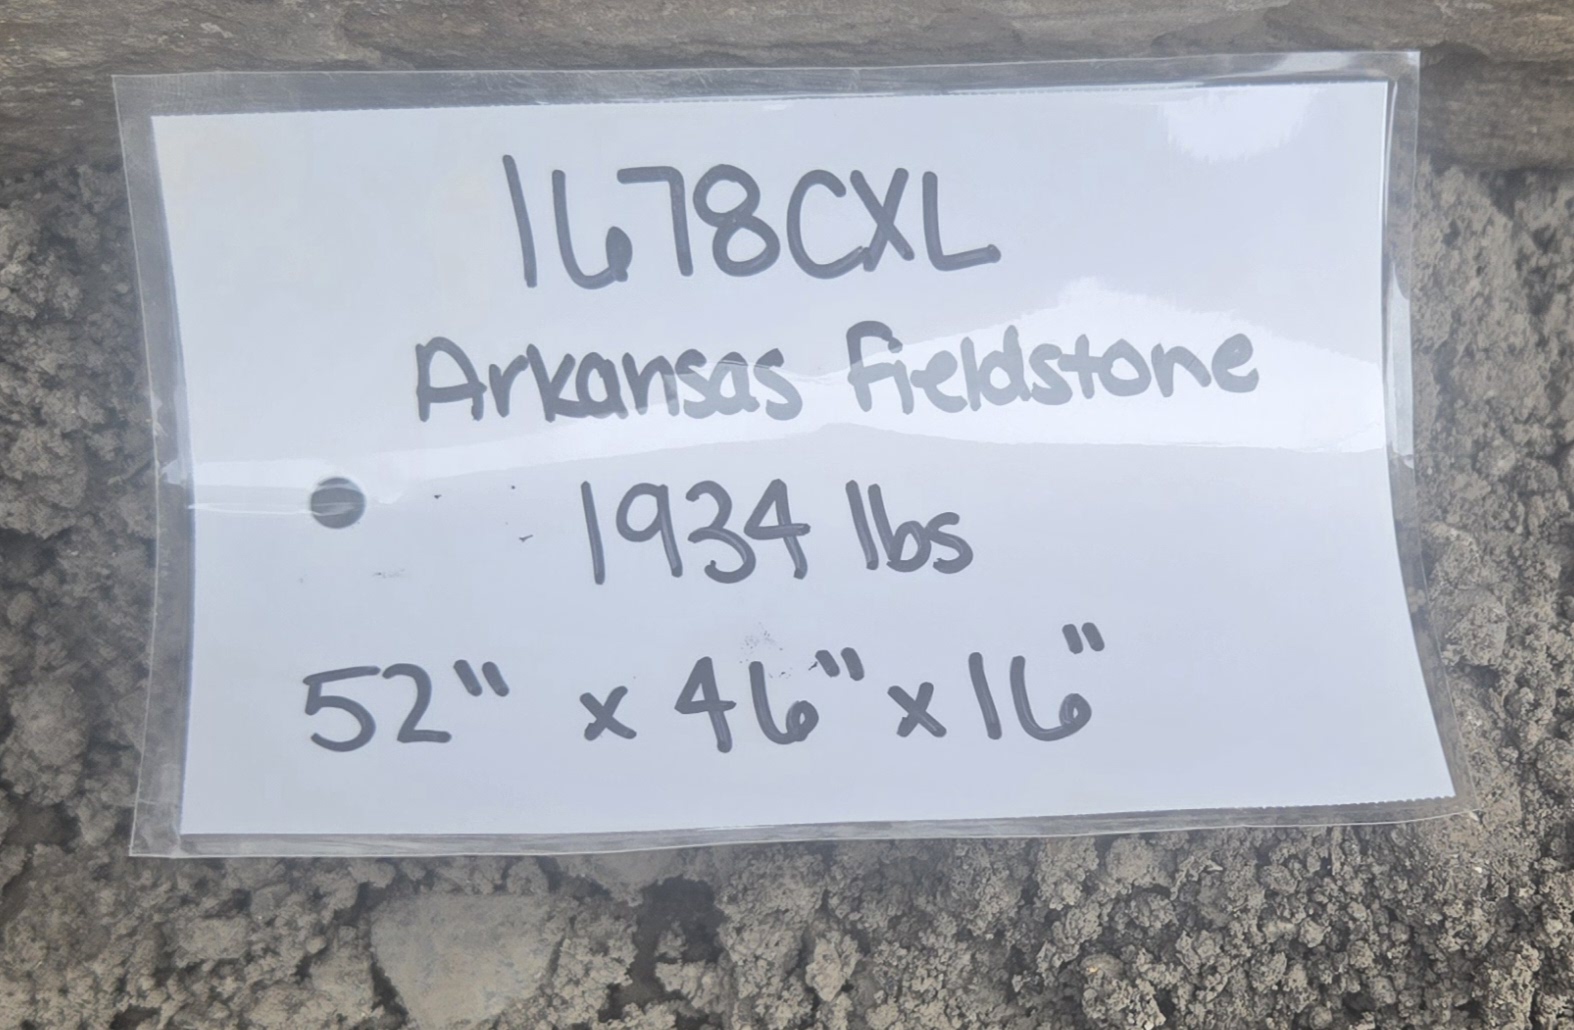 1678CXL
Arkansas fieldstone
1934 lbs
52" x 46" x 16"